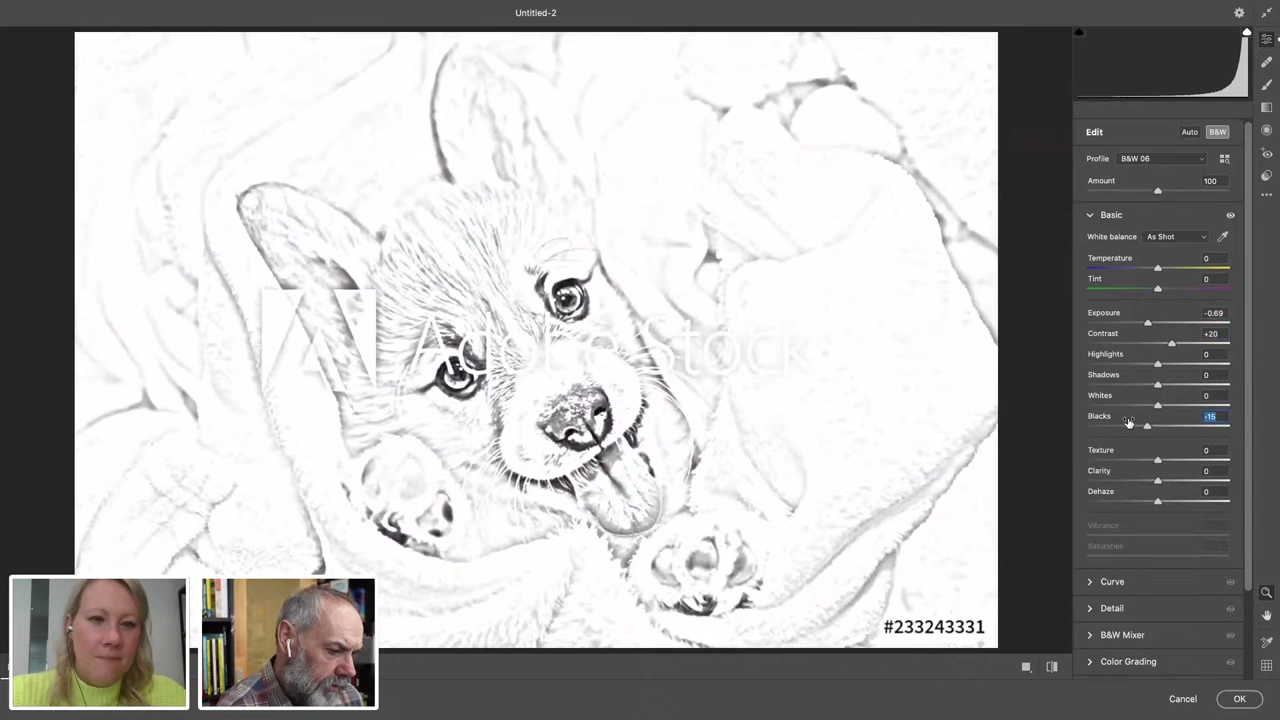 Untitled-2
Edit
Auto
B&W
Profile
B&W 06
Amount
100
Basic
White balance
As Shot
Temperature
0
Tint
0
Exposure
-0.69
Contrast
+20
Highlights
0
Shadows
0
Whites
0
Blacks
-15
Texture
0
Clarity
0
Dehaze
0
Vibrance
Saturation
Curve
Detail
B&W Mixer
Color Grading
Adobe Stock
#233243331
Cancel
OK